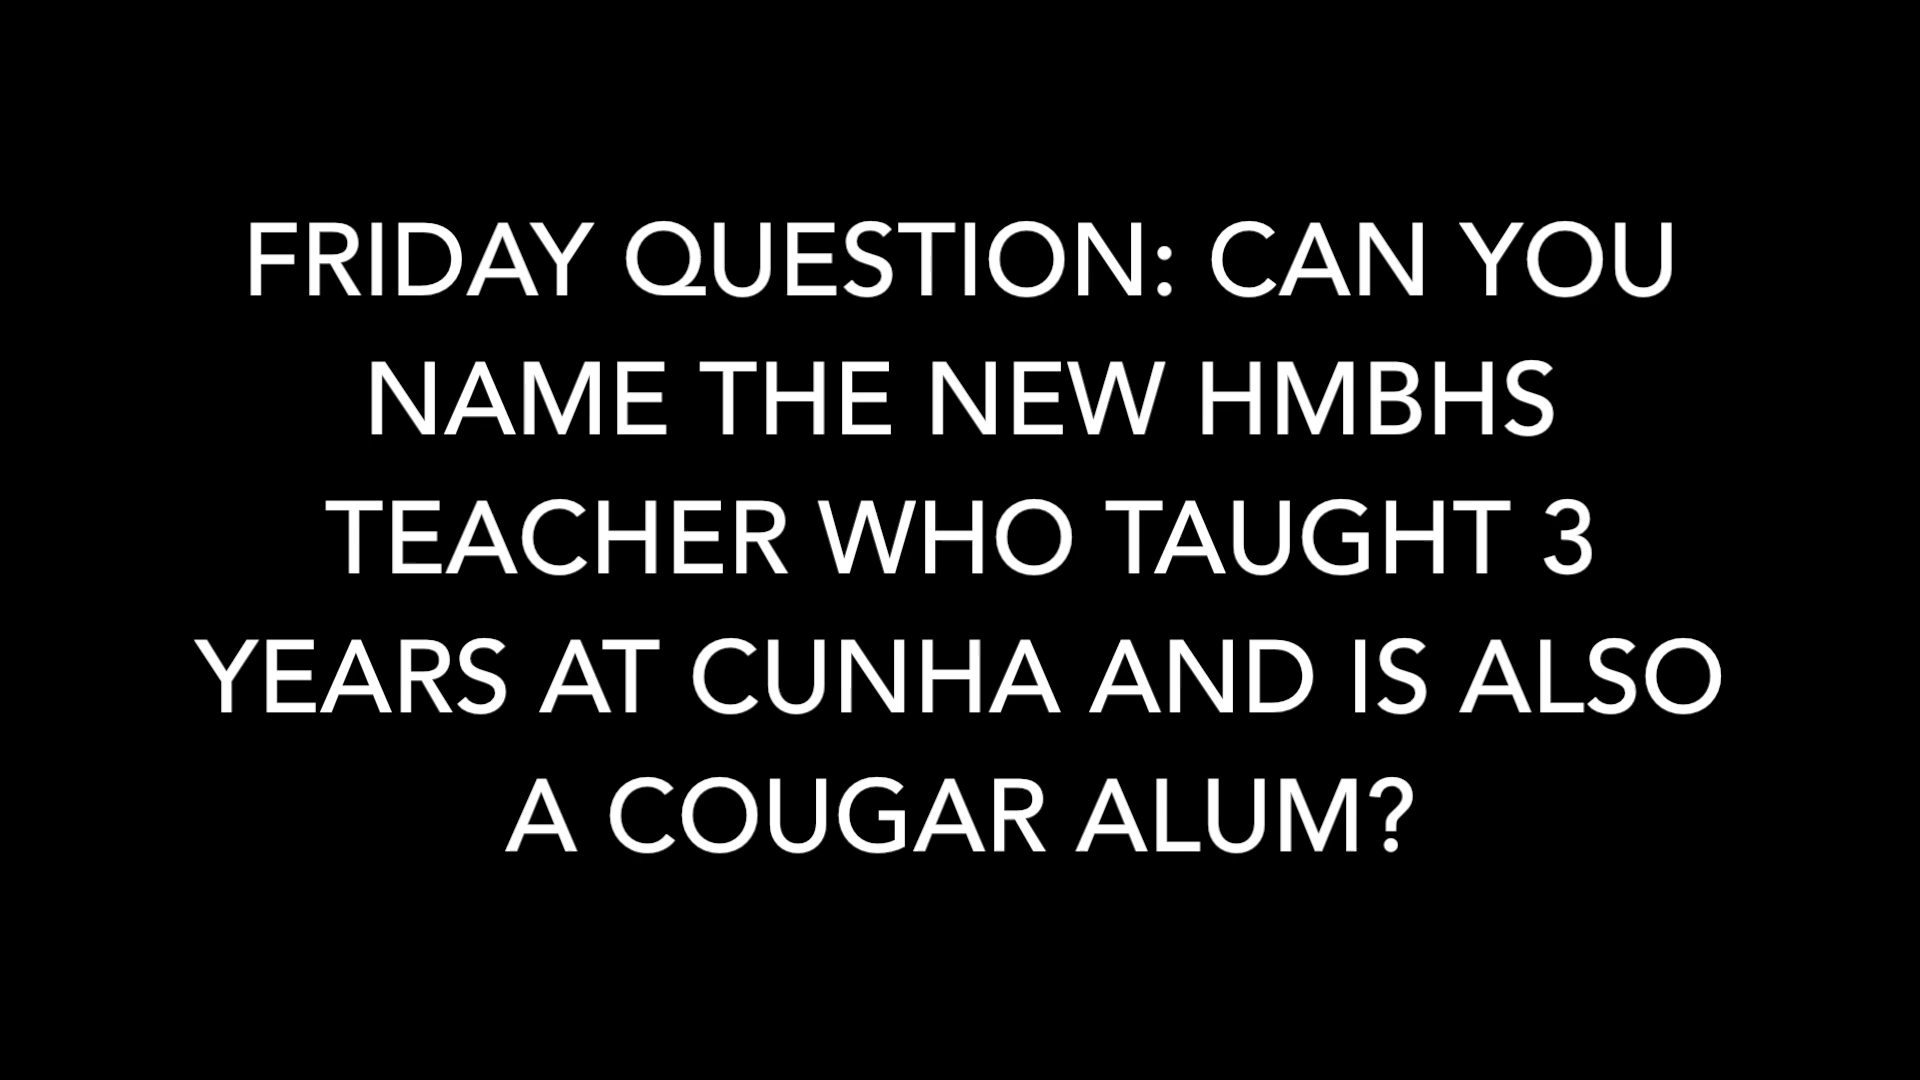 FRIDAY QUESTION: CAN YOU
NAME THE NEW HMBHS
TEACHER WHO TAUGHT 3
YEARS AT CUNHA AND IS ALSO
A COUGAR ALUM?